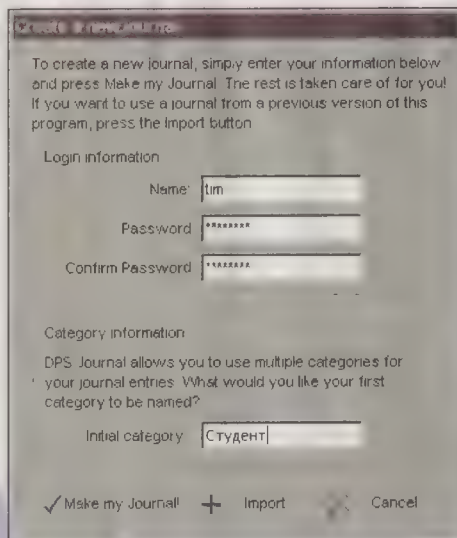 To create a new journal, simply enter your information below
and press Make my Journal. The rest is taken care of for you!
If you want to use a journal from a previous version of this
program, press the Import button
Login information
Name: tim
Password ********
Confirm Password ********
Category information
DPS Journal allows you to use multiple categories for
your journal entries. What would you like your first
category to be named?
Initial category Студент
Make my Journal! Import Cancel